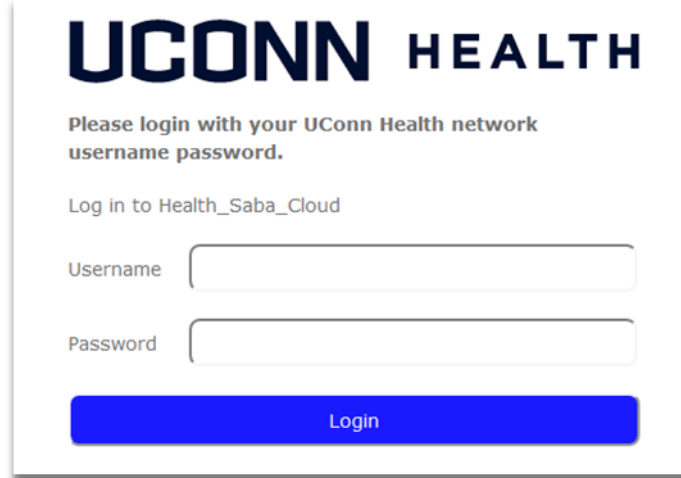 UCONN HEALTH
Please login with your UConn Health network
username password.
Log in to Health_Saba_Cloud
Username
Password
Login